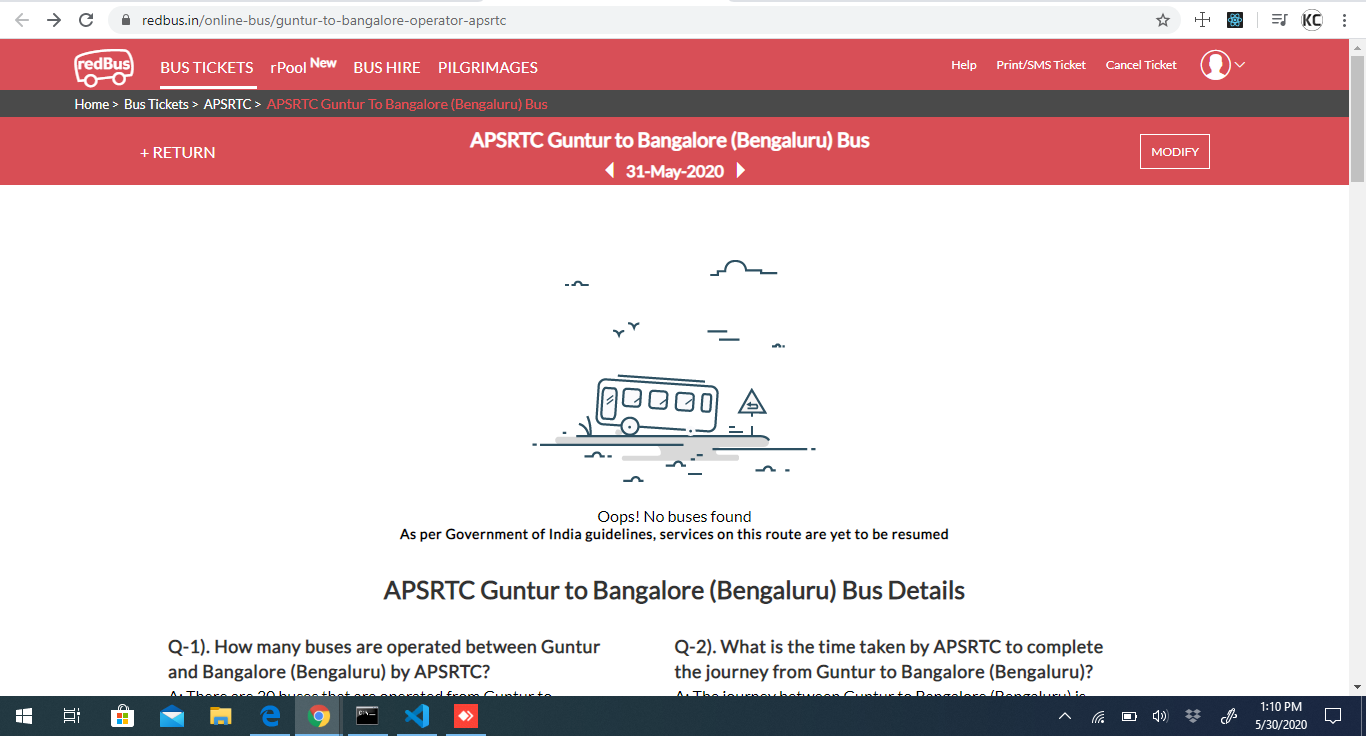 redbus.in/online-bus/guntur-to-bangalore-operator-apsrtc
KC
redBus
BUS TICKETS rPool New BUS HIRE PILGRIMAGES
Help Print/SMS Ticket Cancel Ticket
Home > Bus Tickets > APSRTC > APSRTC Guntur To Bangalore (Bengaluru) Bus
+ RETURN
APSRTC Guntur to Bangalore (Bengaluru) Bus
31-May-2020
MODIFY
Oops! No buses found
As per Government of India guidelines, services on this route are yet to be resumed
APSRTC Guntur to Bangalore (Bengaluru) Bus Details
Q-1). How many buses are operated between Guntur
and Bangalore (Bengaluru) by APSRTC?
A: There are 20 buses that are operated from Guntur to
Q-2). What is the time taken by APSRTC to complete
the journey from Guntur to Bangalore (Bengaluru)?
A: The journey between Guntur to Bangalore (Bengaluru) is
1:10 PM
5/30/2020